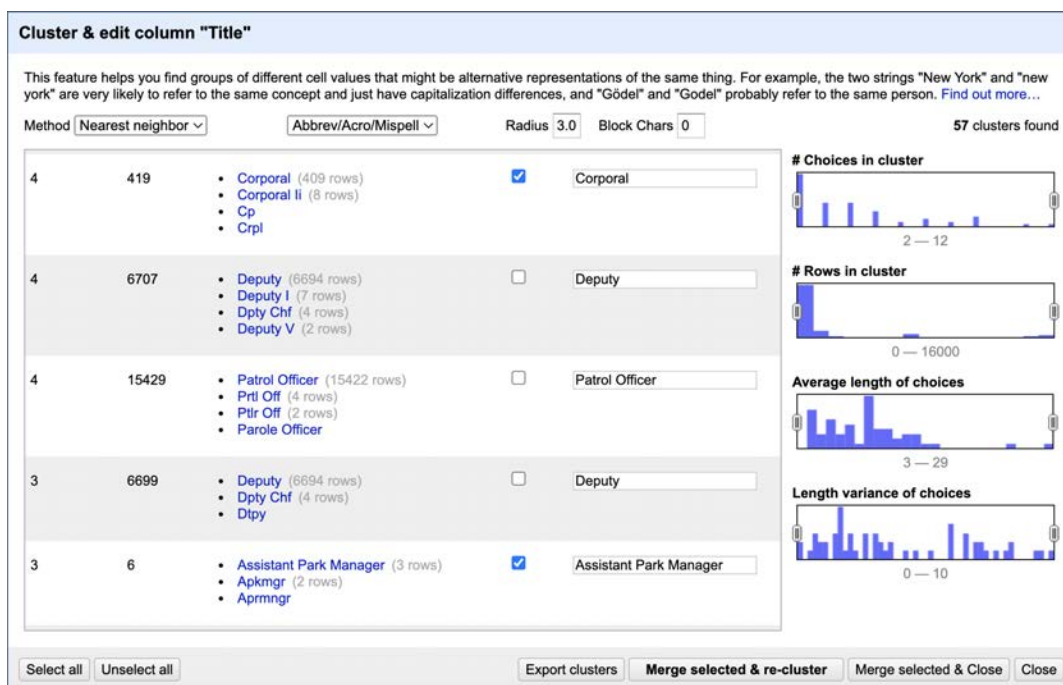 Cluster & edit column "Title"
This feature helps you find groups of different cell values that might be alternative representations of the same thing. For example, the two strings "New York" and "new
york" are very likely to refer to the same concept and just have capitalization differences, and "Gödel" and "Godel" probably refer to the same person. Find out more…
Method Nearest neighbor Abbrev/Acro/Mispell Radius 3.0 Block Chars 0 57 clusters found
4 419 • Corporal (409 rows) Corporal
• Corporal Ii (8 rows)
• Cp
• Crpl
4 6707 • Deputy (6694 rows) Deputy
• Deputy I (7 rows)
• Dpty Chf (4 rows)
• Deputy V (2 rows)
4 15429 • Patrol Officer (15422 rows) Patrol Officer
• Prtl Off (4 rows)
• Ptlr Off (2 rows)
• Parole Officer
3 6699 • Deputy (6694 rows) Deputy
• Dpty Chf (4 rows)
• Dtpy
3 6 • Assistant Park Manager (3 rows) Assistant Park Manager
• Apkmgr (2 rows)
• Aprmngr
# Choices in cluster
2 — 12
# Rows in cluster
0 — 16000
Average length of choices
3 — 29
Length variance of choices
0 — 10
Select all Unselect all Export clusters Merge selected & re-cluster Merge selected & Close Close